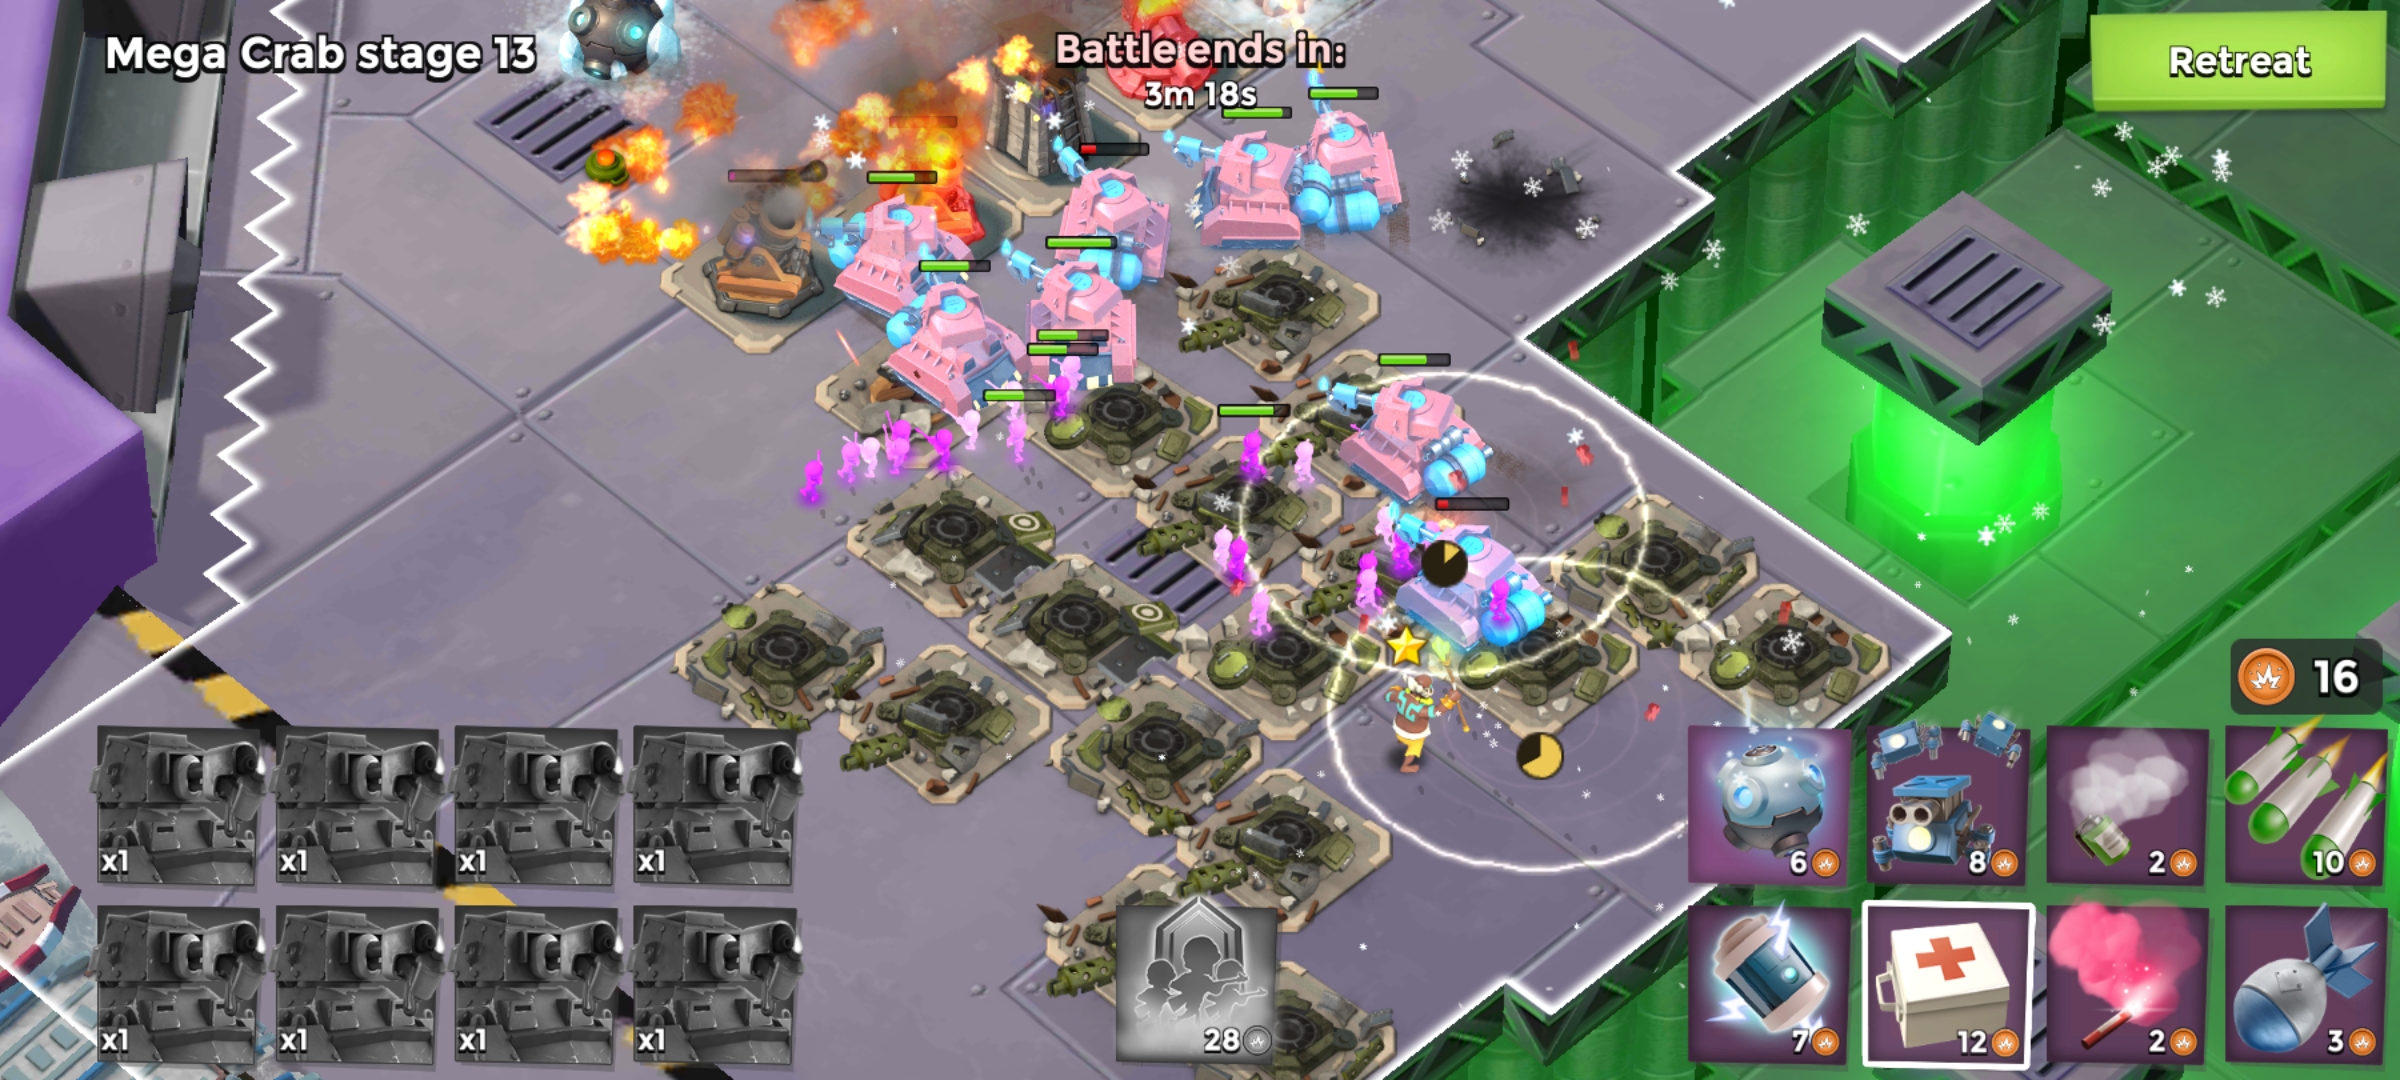 Mega Crab stage 13
Battle ends in:
3m 18s
Retreat
16
6
8
2
10
x1
x1
x1
x1
x1
x1
x1
x1
28
7
12
2
3